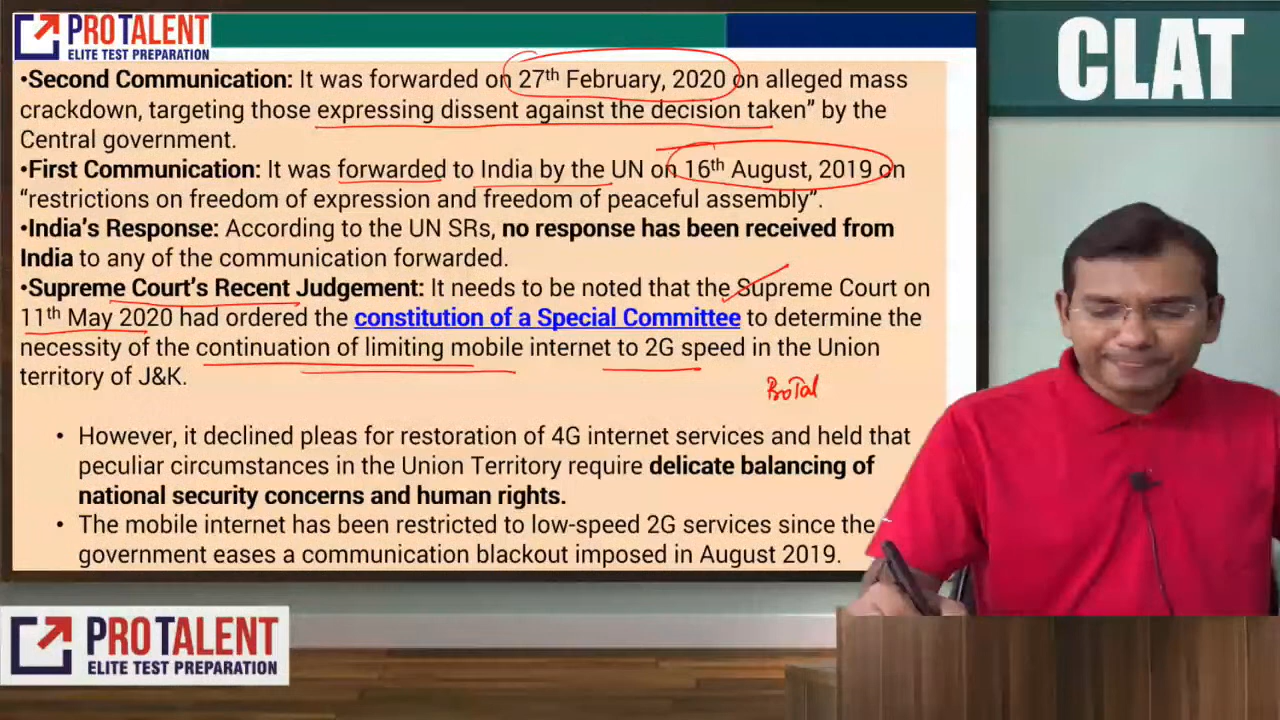 PROTALENT
ELITE TEST PREPARATION
CLAT
•Second Communication: It was forwarded on 27th February, 2020 on alleged mass
crackdown, targeting those expressing dissent against the decision taken” by the
Central government.
•First Communication: It was forwarded to India by the UN on 16th August, 2019 on
“restrictions on freedom of expression and freedom of peaceful assembly”.
•India’s Response: According to the UN SRs, no response has been received from
India to any of the communication forwarded.
•Supreme Court’s Recent Judgement: It needs to be noted that the Supreme Court on
11th May 2020 had ordered the constitution of a Special Committee to determine the
necessity of the continuation of limiting mobile internet to 2G speed in the Union
territory of J&K.
ProTal
• However, it declined pleas for restoration of 4G internet services and held that
peculiar circumstances in the Union Territory require delicate balancing of
national security concerns and human rights.
• The mobile internet has been restricted to low-speed 2G services since the
government eases a communication blackout imposed in August 2019.
PROTALENT
ELITE TEST PREPARATION